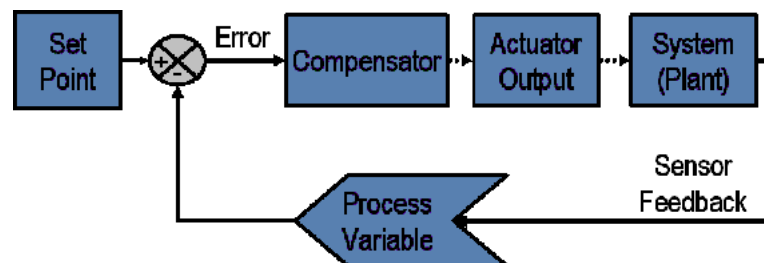 Set
Point
+
-
Error
Compensator
Actuator
Output
System
(Plant)
Sensor
Feedback
Process
Variable